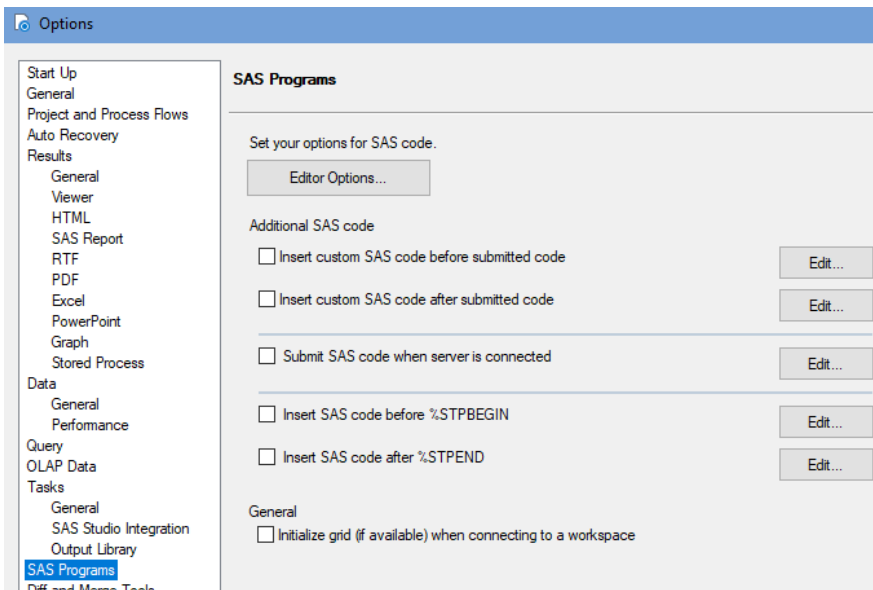 Options
Start Up
General
Project and Process Flows
Auto Recovery
Results
General
Viewer
HTML
SAS Report
RTF
PDF
Excel
PowerPoint
Graph
Stored Process
Data
General
Performance
Query
OLAP Data
Tasks
General
SAS Studio Integration
Output Library
SAS Programs
Diff and Merge Tools
SAS Programs
Set your options for SAS code.
Editor Options...
Additional SAS code
Insert custom SAS code before submitted code Edit...
Insert custom SAS code after submitted code Edit...
Submit SAS code when server is connected Edit...
Insert SAS code before %STPBEGIN Edit...
Insert SAS code after %STPEND Edit...
General
Initialize grid (if available) when connecting to a workspace